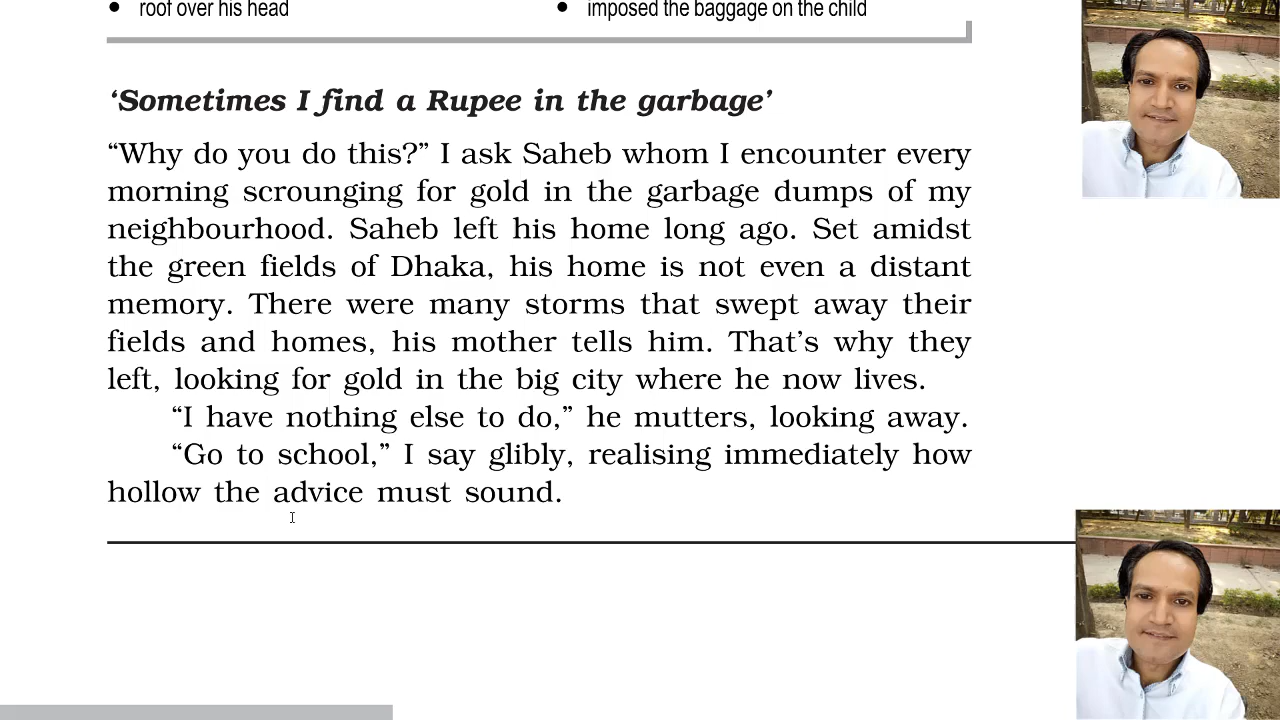 • roof over his head
• imposed the baggage on the child
‘Sometimes I find a Rupee in the garbage’
“Why do you do this?” I ask Saheb whom I encounter every
morning scrounging for gold in the garbage dumps of my
neighbourhood. Saheb left his home long ago. Set amidst
the green fields of Dhaka, his home is not even a distant
memory. There were many storms that swept away their
fields and homes, his mother tells him. That’s why they
left, looking for gold in the big city where he now lives.
“I have nothing else to do,” he mutters, looking away.
“Go to school,” I say glibly, realising immediately how
hollow the advice must sound.